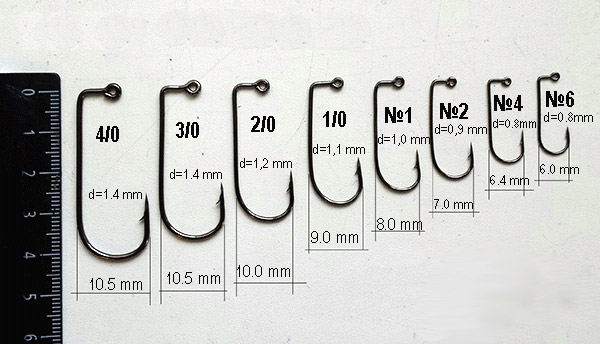 4/0
3/0
2/0
1/0
№1
№2
№4
№6
d=1.4 mm
d=1.4 mm
d=1,2 mm
d=1,1 mm
d=1,0 mm
d=0,9 mm
d=0.8mm
d=0.8mm
10.5 mm
10.5 mm
10.0 mm
9.0 mm
8.0 mm
7.0 mm
6.4 mm
6.0 mm
0
1
2
3
4
5
6